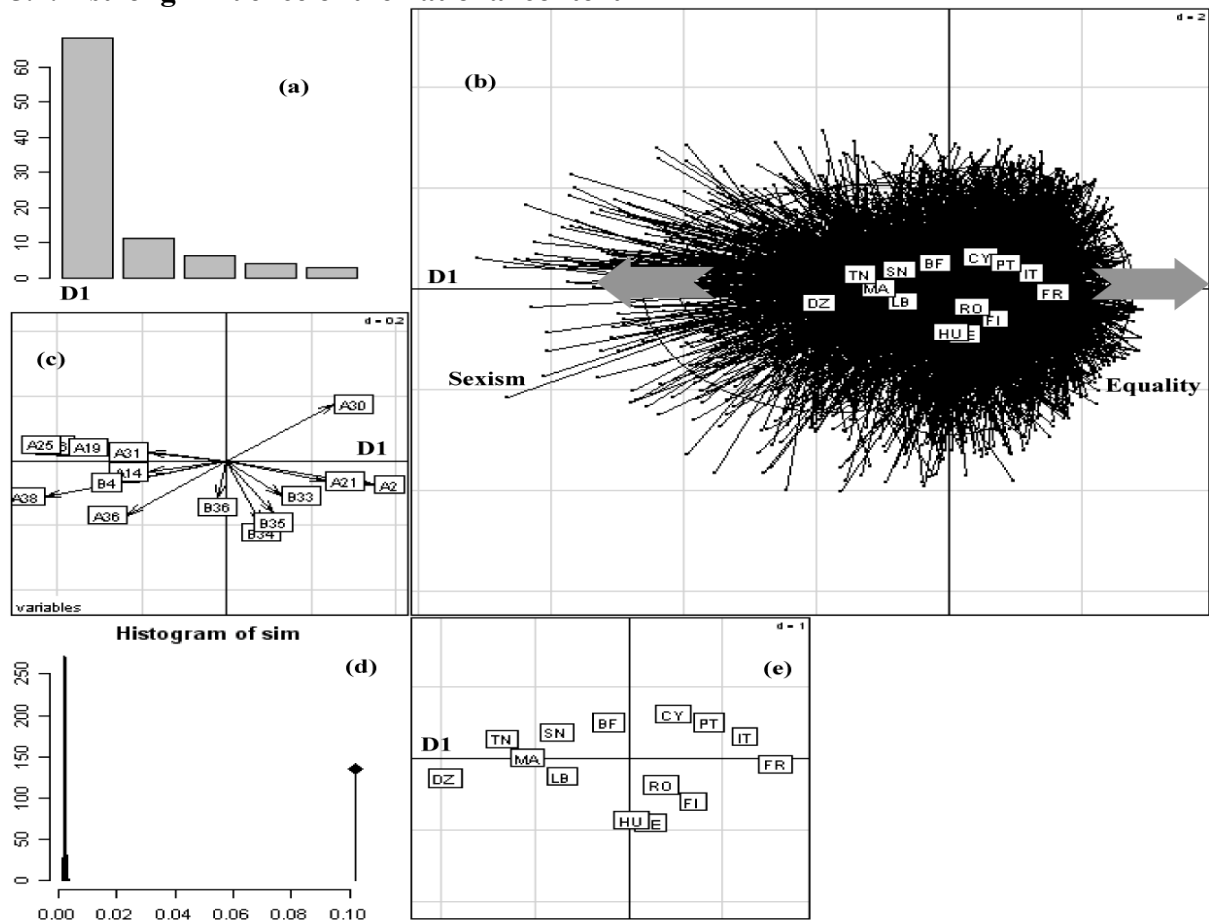 (a)
60
50
40
30
20
10
0
D1
d = 2
(b)
D1
TN
SN
BF
CY
PT
IT
MA
DZ
LB
FR
RO
FI
HU
E
Sexism
Equality
d = 0.2
(c)
A30
D1
A25
A19
A31
A14
B4
A38
A36
B36
B33
B35
B34
A21
A2
variables
Histogram of sim
(d)
250
200
150
100
50
0
0.00 0.02 0.04 0.06 0.08 0.10
d = 1
(e)
D1
CY
PT
BF
SN
TN
IT
MA
FR
DZ
LB
RO
FI
HU
E